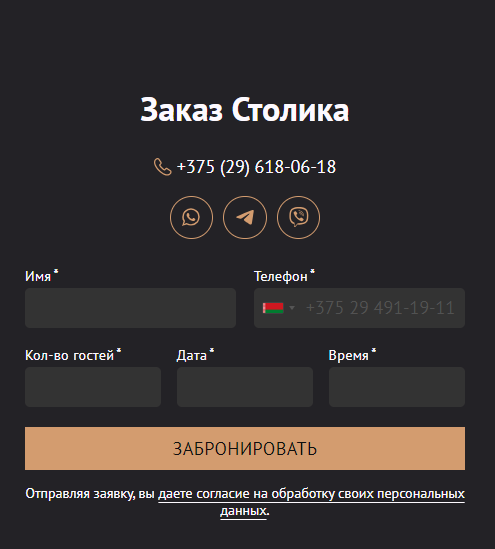 Заказ Столика
+375 (29) 618-06-18
Имя *
Телефон *
+375 29 491-19-11
Кол-во гостей *
Дата *
Время *
ЗАБРОНИРОВАТЬ
Отправляя заявку, вы даете согласие на обработку своих персональных
данных.